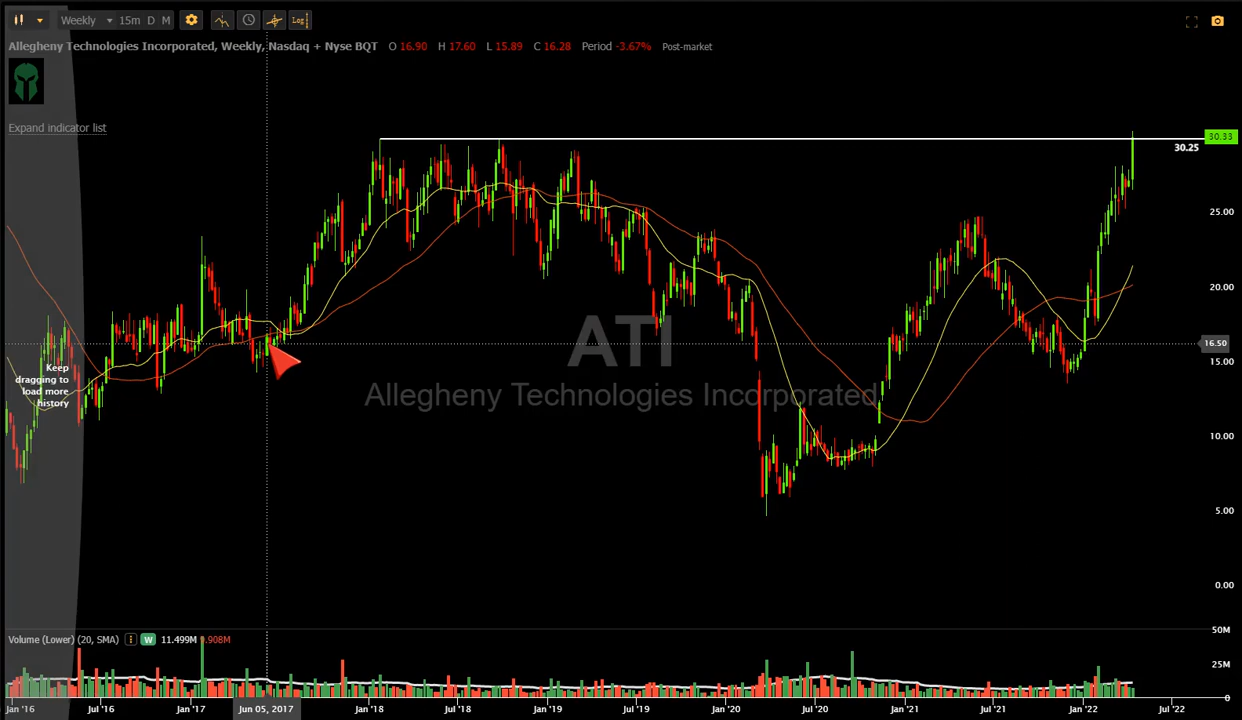 Weekly 15m D M Log
Allegheny Technologies Incorporated, Weekly, Nasdaq + Nyse BQT O 16.90 H 17.60 L 15.89 C 16.28 Period -3.67% Post-market
Expand indicator list
30.33
30.25
25.00
20.00
16.50
15.00
10.00
5.00
0.00
ATI
Allegheny Technologies Incorporated
Keep
dragging to
load more
history
Volume (Lower) (20, SMA) W 11.499M 9.908M
50M
25M
0
Jan '16 Jul '16 Jan '17 Jun 05, 2017 Jan '18 Jul '18 Jan '19 Jul '19 Jan '20 Jul '20 Jan '21 Jul '21 Jan '22 Jul '22